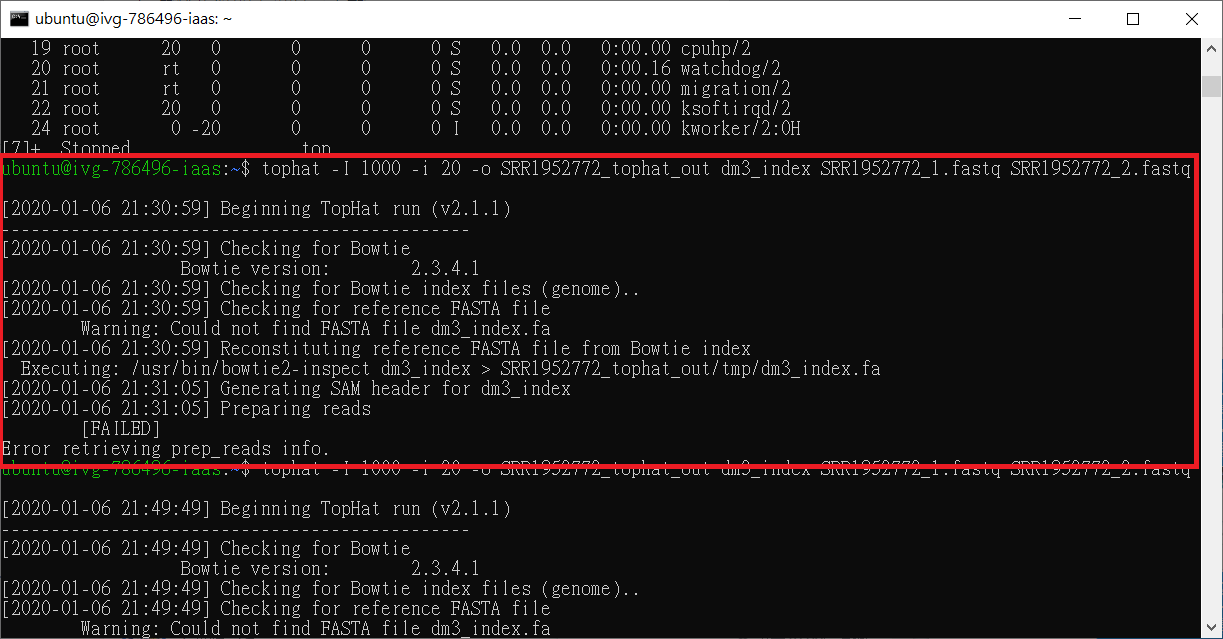 ubuntu@ivg-786496-iaas: ~
19 root 20 0 0 0 0 S 0.0 0.0 0:00.00 cpuhp/2
20 root rt 0 0 0 0 S 0.0 0.0 0:00.16 watchdog/2
21 root rt 0 0 0 0 S 0.0 0.0 0:00.00 migration/2
22 root 20 0 0 0 0 S 0.0 0.0 0:00.00 ksoftirqd/2
24 root 0 -20 0 0 0 I 0.0 0.0 0:00.00 kworker/2:0H
[7]+ Stopped top
ubuntu@ivg-786496-iaas:~$ tophat -I 1000 -i 20 -o SRR1952772_tophat_out dm3_index SRR1952772_1.fastq SRR1952772_2.fastq
[2020-01-06 21:30:59] Beginning TopHat run (v2.1.1)
-----------------------------------------------
[2020-01-06 21:30:59] Checking for Bowtie
Bowtie version: 2.3.4.1
[2020-01-06 21:30:59] Checking for Bowtie index files (genome)..
[2020-01-06 21:30:59] Checking for reference FASTA file
Warning: Could not find FASTA file dm3_index.fa
[2020-01-06 21:30:59] Reconstituting reference FASTA file from Bowtie index
Executing: /usr/bin/bowtie2-inspect dm3_index > SRR1952772_tophat_out/tmp/dm3_index.fa
[2020-01-06 21:31:05] Generating SAM header for dm3_index
[2020-01-06 21:31:05] Preparing reads
[FAILED]
Error retrieving prep_reads info.
ubuntu@ivg-786496-iaas:~$ tophat -I 1000 -i 20 -o SRR1952772_tophat_out dm3_index SRR1952772_1.fastq SRR1952772_2.fastq
[2020-01-06 21:49:49] Beginning TopHat run (v2.1.1)
-----------------------------------------------
[2020-01-06 21:49:49] Checking for Bowtie
Bowtie version: 2.3.4.1
[2020-01-06 21:49:49] Checking for Bowtie index files (genome)..
[2020-01-06 21:49:49] Checking for reference FASTA file
Warning: Could not find FASTA file dm3_index.fa